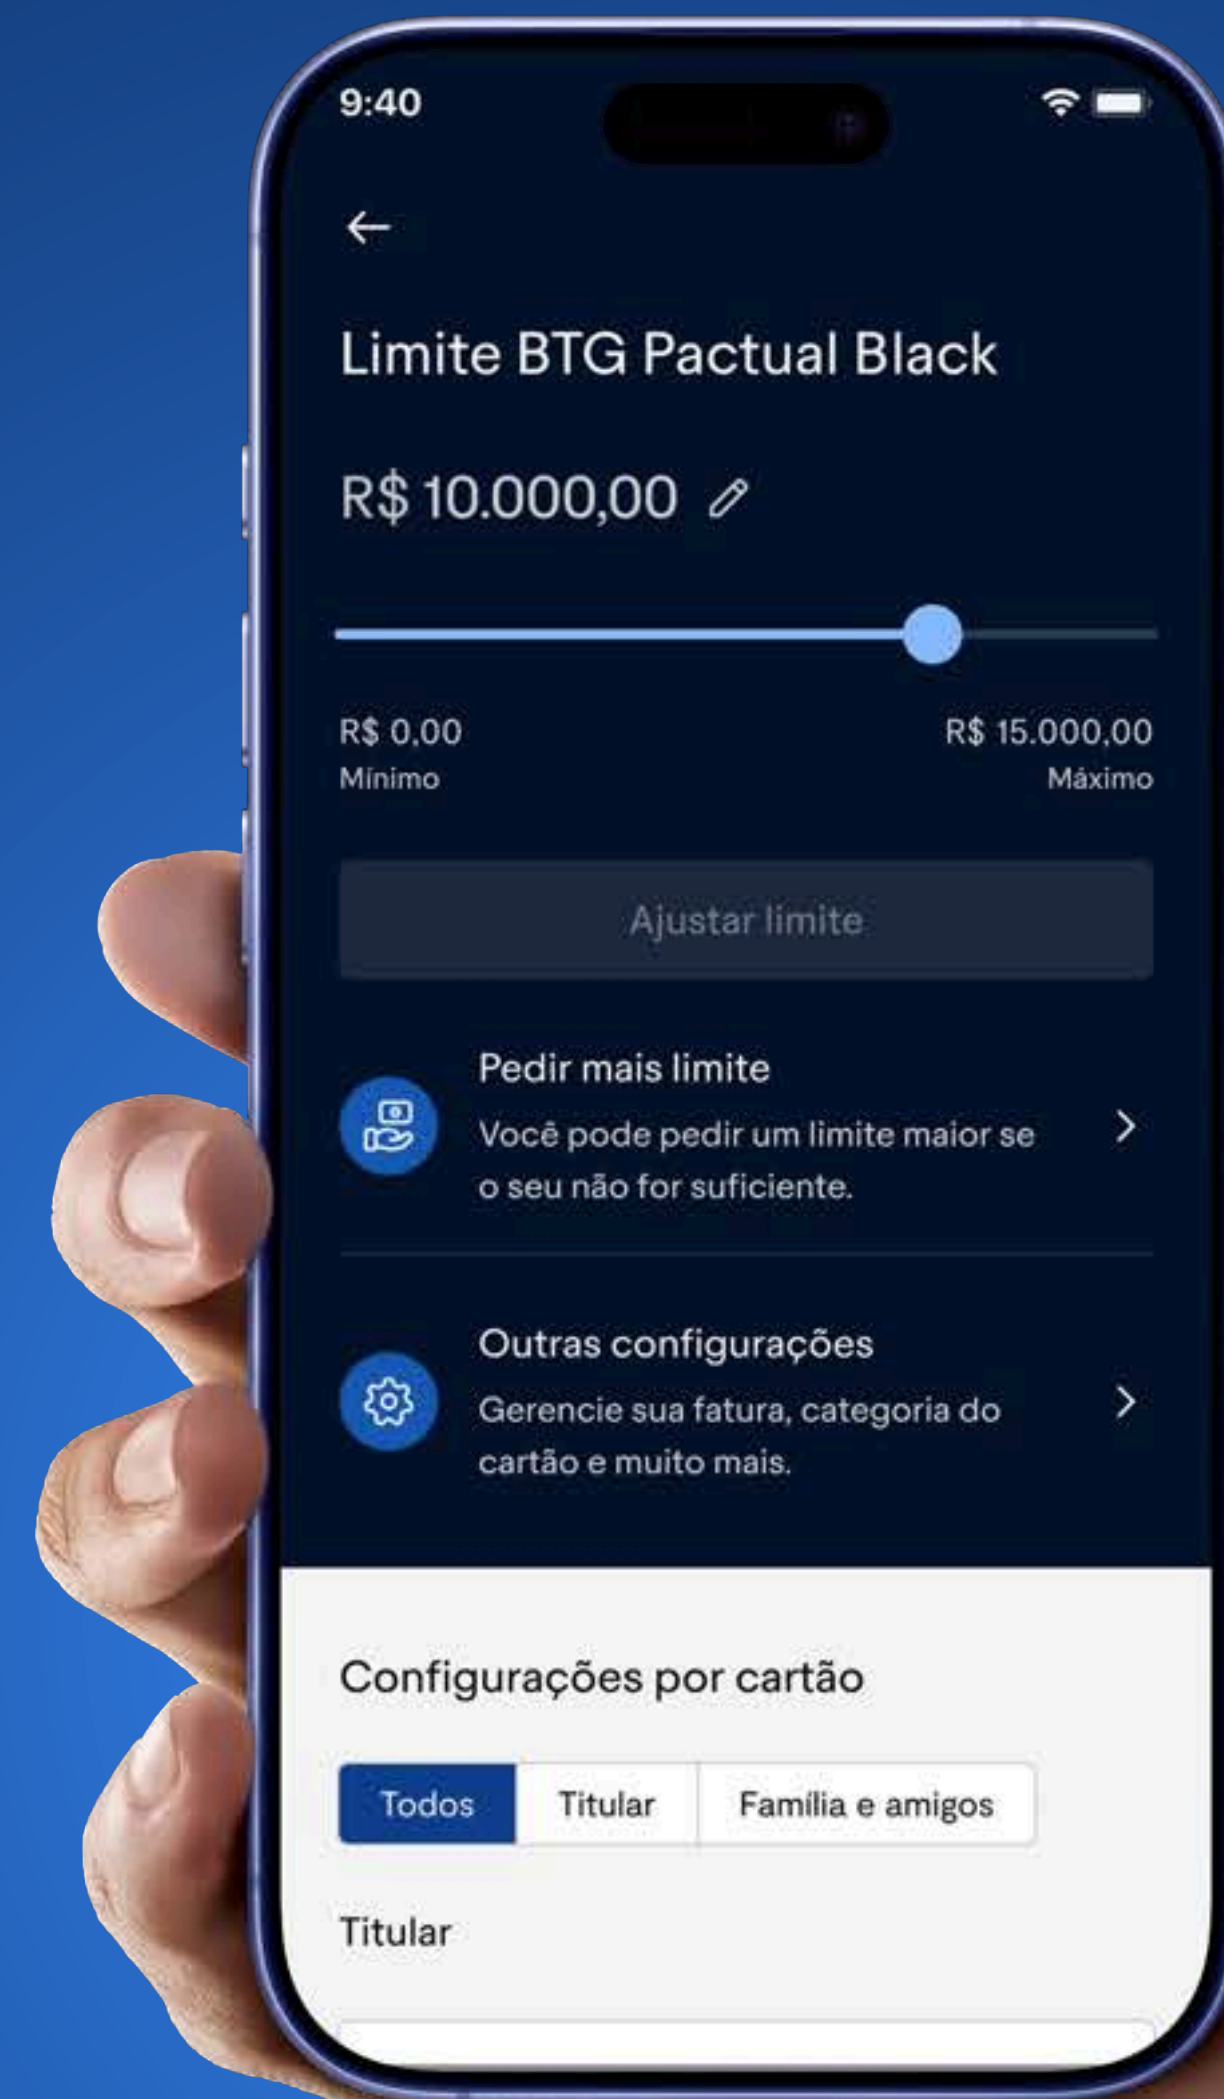 9:40
Limite BTG Pactual Black
R$ 10.000,00
R$ 0,00
Mínimo
R$ 15.000,00
Máximo
Ajustar limite
Pedir mais limite
Você pode pedir um limite maior se
o seu não for suficiente.
Outras configurações
Gerencie sua fatura, categoria do
cartão e muito mais.
Configurações por cartão
Todos
Titular
Família e amigos
Titular